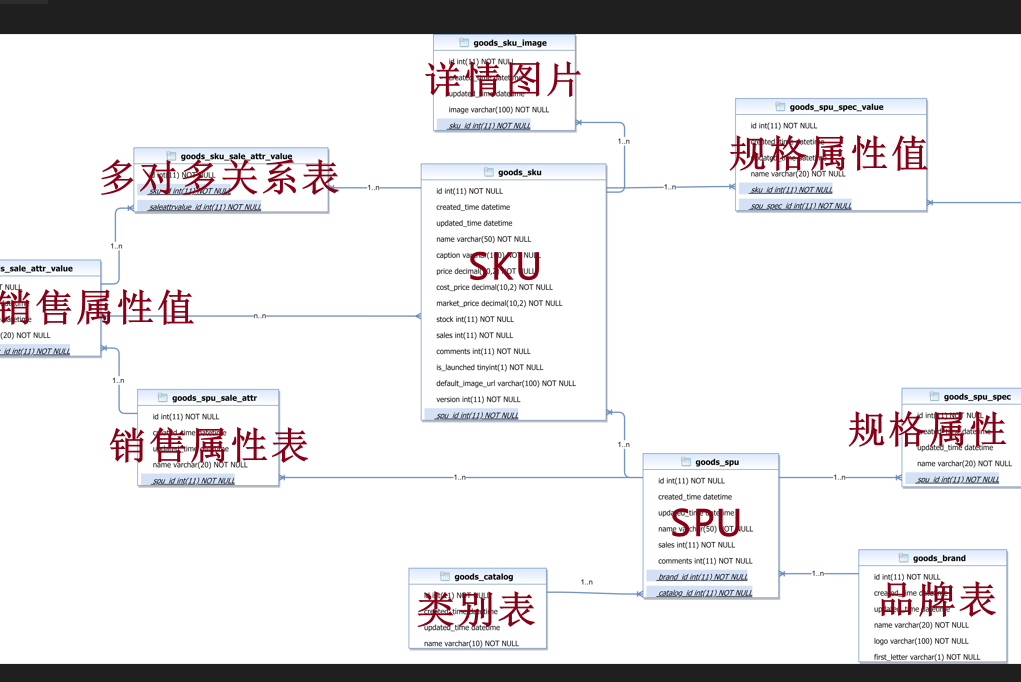 goods_sku_image
id int(11) NOT NULL
created_time datetime
updated_time datetime
image varchar(100) NOT NULL
sku_id int(11) NOT NULL
详情图片
1..n
goods_spu_spec_value
id int(11) NOT NULL
created_time datetime
updated_time datetime
name varchar(20) NOT NULL
sku_id int(11) NOT NULL
spu_spec_id int(11) NOT NULL
规格属性值
goods_sku_sale_attr_value
id int(11) NOT NULL
sku_id int(11) NOT NULL
saleattrvalue_id int(11) NOT NULL
多对多关系表
1..n
1..n
goods_sku
id int(11) NOT NULL
created_time datetime
updated_time datetime
name varchar(50) NOT NULL
caption varchar(100) NOT NULL
price decimal(10,2) NOT NULL
cost_price decimal(10,2) NOT NULL
market_price decimal(10,2) NOT NULL
stock int(11) NOT NULL
sales int(11) NOT NULL
comments int(11) NOT NULL
is_launched tinyint(1) NOT NULL
default_image_url varchar(100) NOT NULL
version int(11) NOT NULL
spu_id int(11) NOT NULL
SKU
1..n
s_sale_attr_value
NOT NULL
datetime
(20) NOT NULL
_id int(11) NOT NULL
销售属性值
n..n
1..n
goods_spu_sale_attr
id int(11) NOT NULL
created_time datetime
updated_time datetime
name varchar(20) NOT NULL
spu_id int(11) NOT NULL
销售属性表
1..n
1..n
goods_spu
id int(11) NOT NULL
created_time datetime
updated_time datetime
name varchar(50) NOT NULL
sales int(11) NOT NULL
comments int(11) NOT NULL
brand_id int(11) NOT NULL
catalog_id int(11) NOT NULL
SPU
1..n
goods_spu_spec
id int(11) NOT NULL
created_time datetime
updated_time datetime
name varchar(20) NOT NULL
spu_id int(11) NOT NULL
规格属性
goods_catalog
id int(11) NOT NULL
created_time datetime
updated_time datetime
name varchar(10) NOT NULL
类别表
1..n
1..n
goods_brand
id int(11) NOT NULL
created_time datetime
updated_time datetime
name varchar(20) NOT NULL
logo varchar(100) NOT NULL
first_letter varchar(1) NOT NULL
品牌表